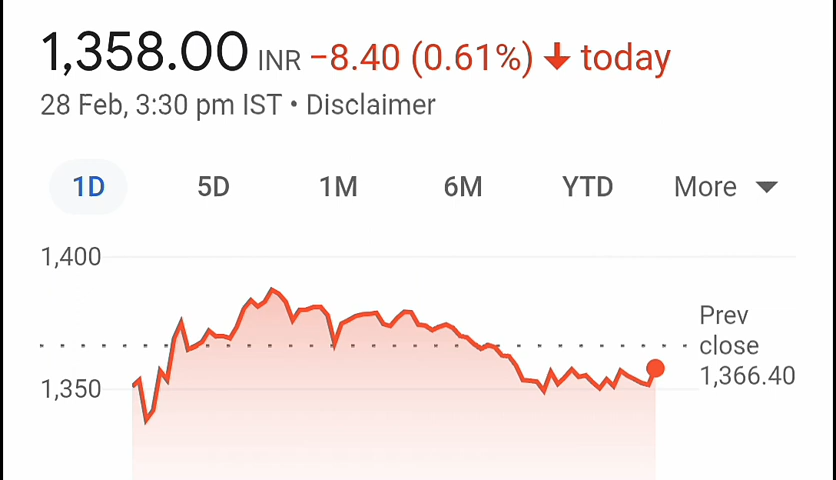 1,358.00 INR −8.40 (0.61%) ↓ today
28 Feb, 3:30 pm IST • Disclaimer
1D 5D 1M 6M YTD More
1,400
Prev
close
1,350
1,366.40